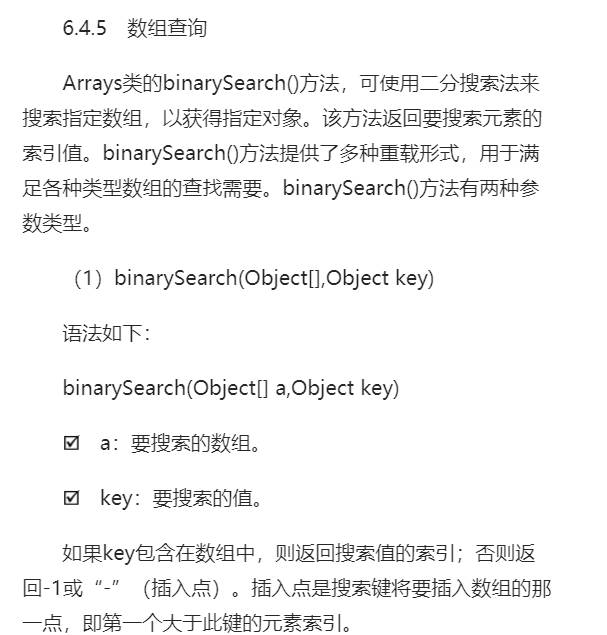 6.4.5 数组查询
Arrays类的binarySearch()方法，可使用二分搜索法来
搜索指定数组，以获得指定对象。该方法返回要搜索元素的
索引值。binarySearch()方法提供了多种重载形式，用于满
足各种类型数组的查找需要。binarySearch()方法有两种参
数类型。
（1）binarySearch(Object[],Object key)
语法如下：
binarySearch(Object[] a,Object key)
☑ a：要搜索的数组。
☑ key：要搜索的值。
如果key包含在数组中，则返回搜索值的索引；否则返
回-1或“-”（插入点）。插入点是搜索键将要插入数组的那
一点，即第一个大于此键的元素索引。